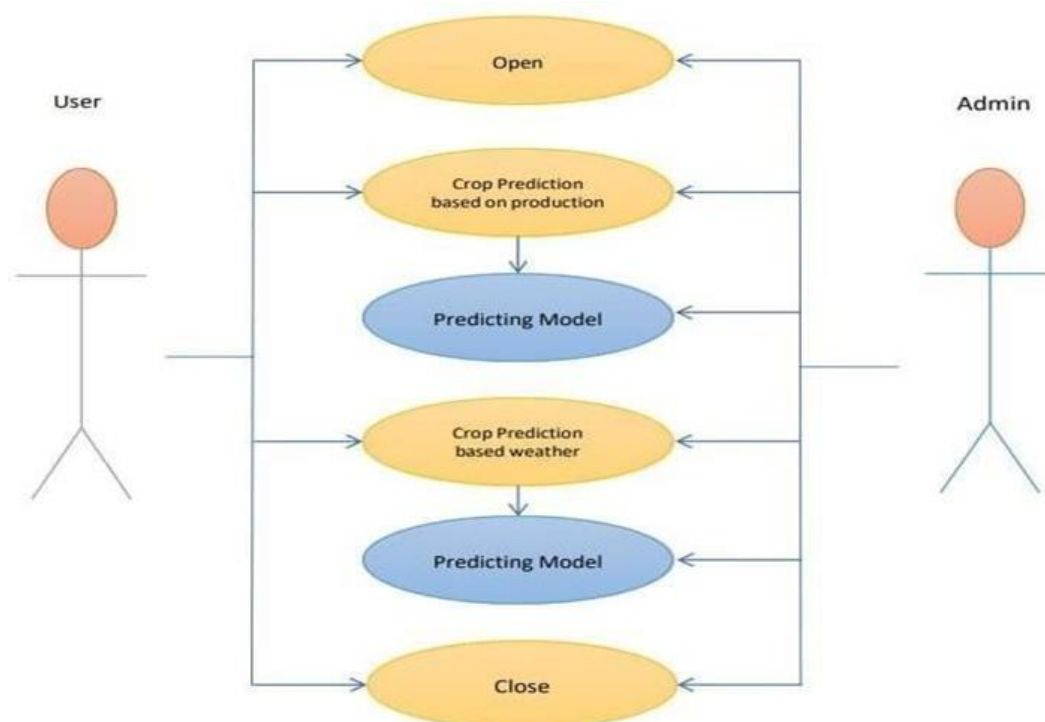 Open
User
Admin
Crop Prediction
based on production
Predicting Model
Crop Prediction
based weather
Predicting Model
Close